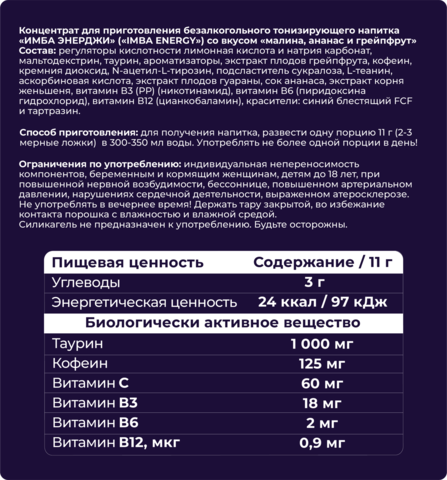 Концентрат для приготовления безалкогольного тонизирующего напитка
«ИМБА ЭНЕРДЖИ» («IMBA ENERGY») со вкусом «малина, ананас и грейпфрут»
Состав: регуляторы кислотности лимонная кислота и натрия карбонат,
мальтодекстрин, таурин, ароматизаторы, экстракт плодов грейпфрута, кофеин,
кремния диоксид, N-ацетил-L-тирозин, подсластитель сукралоза, L-теанин,
аскорбиновая кислота, экстракт плодов гуараны, сок ананаса, экстракт корня
женьшеня, витамин B3 (PP) (никотинамид), витамин B6 (пиридоксина
гидрохлорид), витамин B12 (цианкобаламин), красители: синий блестящий FCF
и тартразин.
Способ приготовления: для получения напитка, развести одну порцию 11 г (2-3
мерные ложки) в 300-350 мл воды. Употреблять не более одной порции в день!
Ограничения по употреблению: индивидуальная непереносимость
компонентов, беременным и кормящим женщинам, детям до 18 лет, при
повышенной нервной возбудимости, бессоннице, повышенном артериальном
давлении, нарушениях сердечной деятельности, выраженном атеросклерозе.
Не употреблять в вечернее время! Держать тару закрытой, во избежание
контакта порошка с влажностью и влажной средой.
Силикагель не предназначен к употреблению. Будьте осторожны.
Пищевая ценность Содержание / 11 г
Углеводы 3 г
Энергетическая ценность 24 ккал / 97 кДж
Биологически активное вещество
Таурин 1 000 мг
Кофеин 125 мг
Витамин C 60 мг
Витамин B3 18 мг
Витамин B6 2 мг
Витамин B12, мкг 0,9 мг